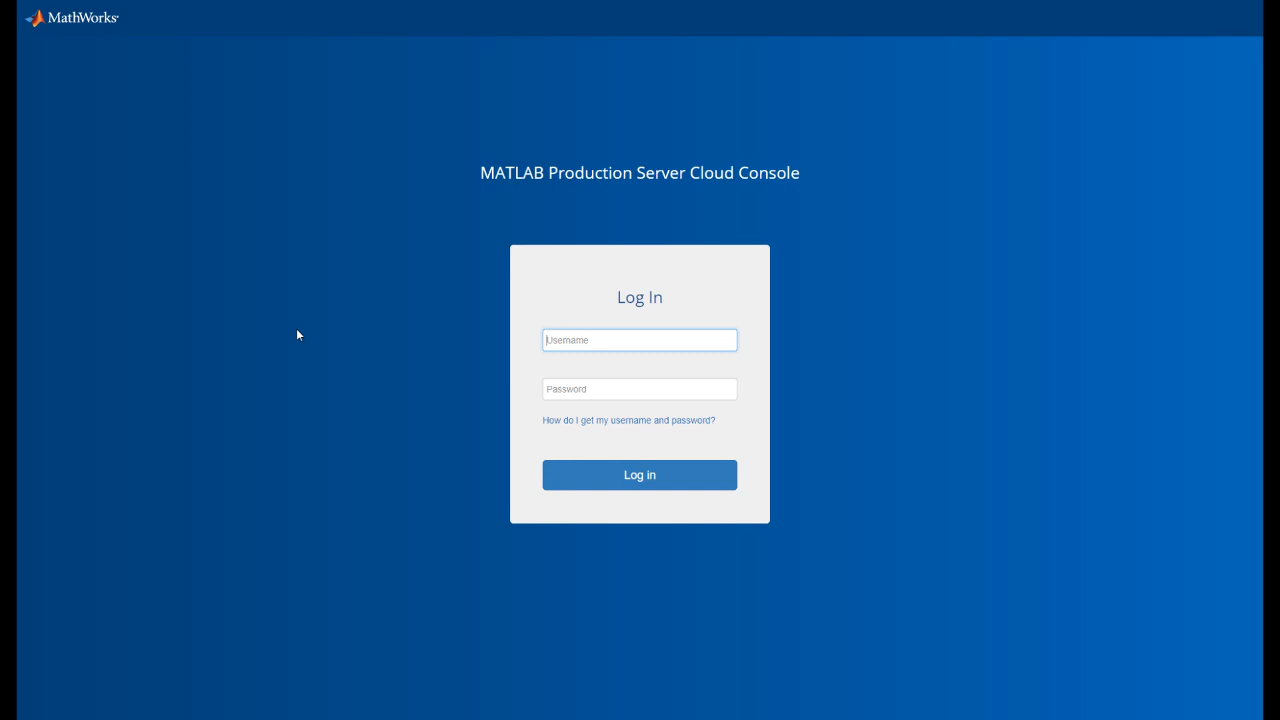 MathWorks
MATLAB Production Server Cloud Console
Log In
Username
Password
How do I get my username and password?
Log in